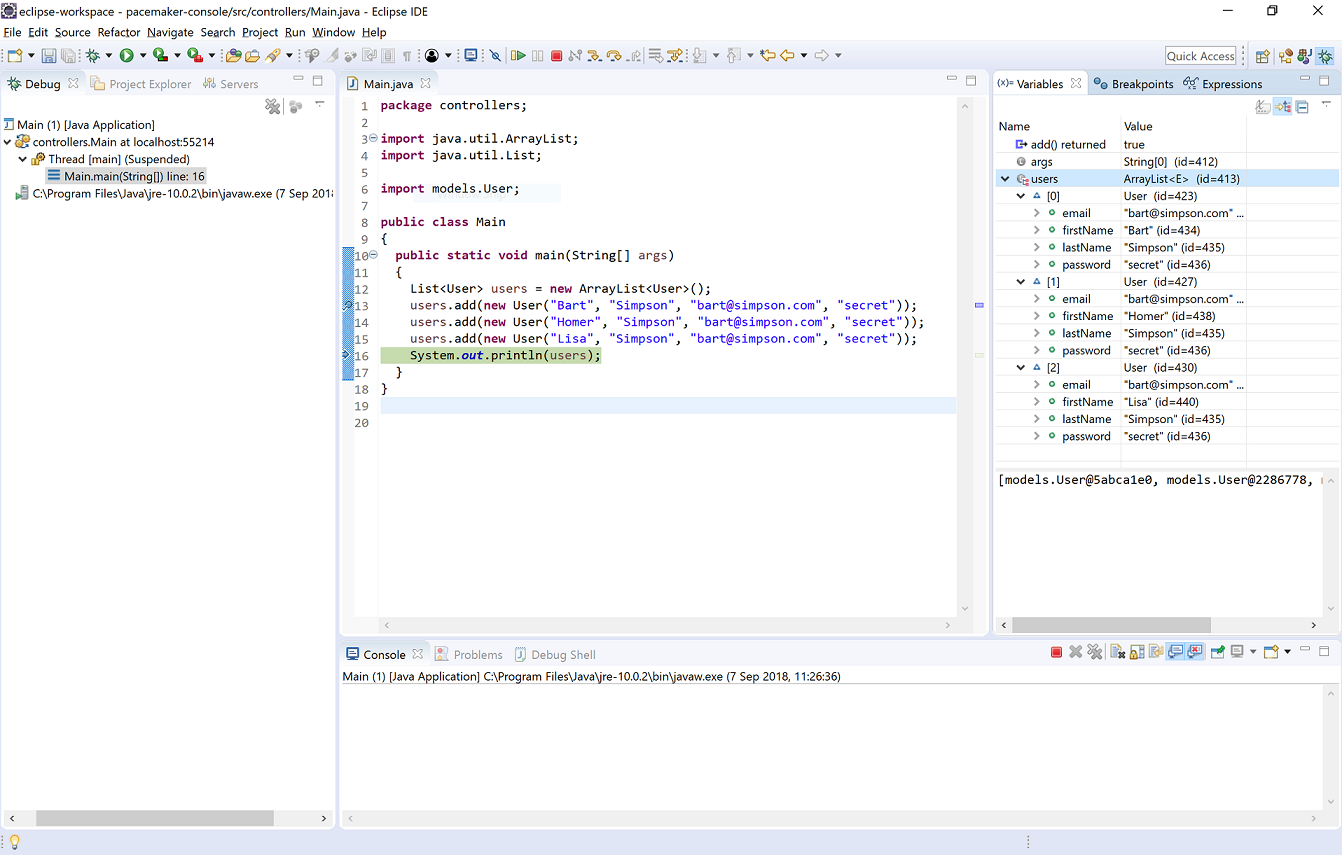 eclipse-workspace - pacemaker-console/src/controllers/Main.java - Eclipse IDE
File Edit Source Refactor Navigate Search Project Run Window Help
Quick Access
Debug Project Explorer Servers
Main (1) [Java Application]
controllers.Main at localhost:55214
Thread [main] (Suspended)
Main.main(String[]) line: 16
C:\Program Files\Java\jre-10.0.2\bin\javaw.exe (7 Sep 2018
Main.java
1 package controllers;
2
3 import java.util.ArrayList;
4 import java.util.List;
5
6 import models.User;
7
8 public class Main
9 {
10 public static void main(String[] args)
11 {
12 List<User> users = new ArrayList<User>();
13 users.add(new User("Bart", "Simpson", "bart@simpson.com", "secret"));
14 users.add(new User("Homer", "Simpson", "bart@simpson.com", "secret"));
15 users.add(new User("Lisa", "Simpson", "bart@simpson.com", "secret"));
16 System.out.println(users);
17 }
18 }
19
20
(x)= Variables Breakpoints Expressions
Name Value
add() returned true
args String[0] (id=412)
users ArrayList<E> (id=413)
[0] User (id=423)
email "bart@simpson.com" ...
firstName "Bart" (id=434)
lastName "Simpson" (id=435)
password "secret" (id=436)
[1] User (id=427)
email "bart@simpson.com" ...
firstName "Homer" (id=438)
lastName "Simpson" (id=435)
password "secret" (id=436)
[2] User (id=430)
email "bart@simpson.com" ...
firstName "Lisa" (id=440)
lastName "Simpson" (id=435)
password "secret" (id=436)
[models.User@5abca1e0, models.User@2286778,
Console Problems Debug Shell
Main (1) [Java Application] C:\Program Files\Java\jre-10.0.2\bin\javaw.exe (7 Sep 2018, 11:26:36)